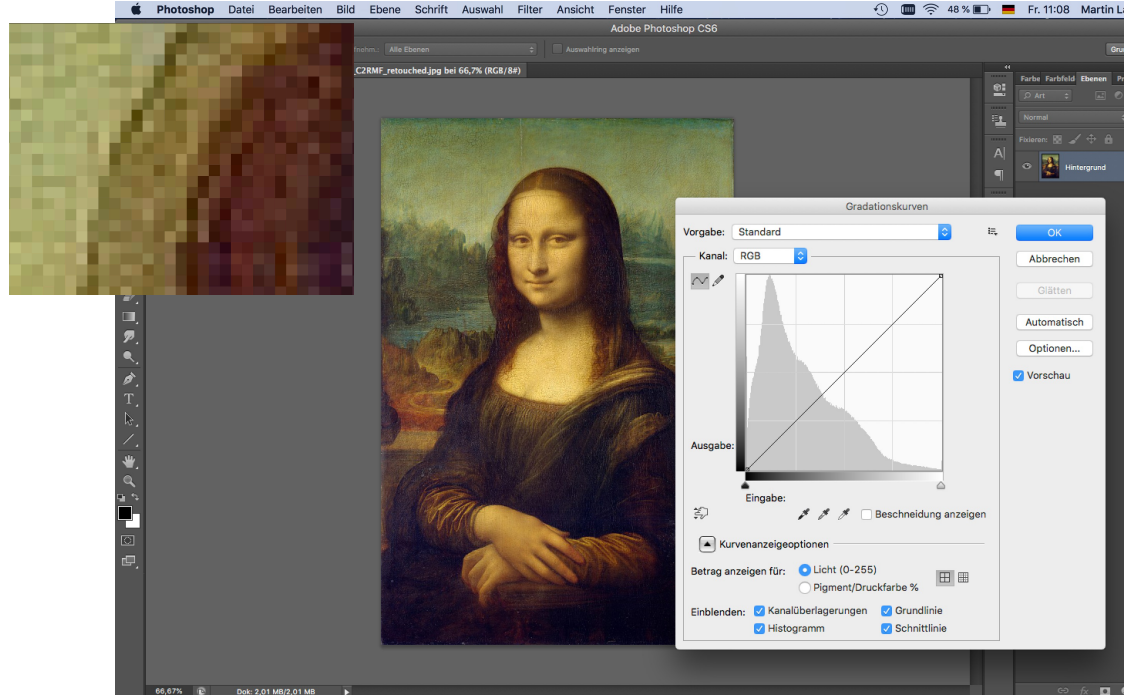 Photoshop Datei Bearbeiten Bild Ebene Schrift Auswahl Filter Ansicht Fenster Hilfe 48 % Fr. 11:08 Martin La
Adobe Photoshop CS6
Alle Ebenen Auswahlring anzeigen
_C2RMF_retouched.jpg bei 66,7% (RGB/8#)
Farbe Farbfeld Ebenen
Art
Normal
Fixieren:
Hintergrund
Gradationskurven
Vorgabe: Standard
OK
Kanal: RGB
Abbrechen
Glätten
Automatisch
Optionen...
Vorschau
Ausgabe:
Eingabe:
Beschneidung anzeigen
Kurvenanzeigeoptionen
Betrag anzeigen für: Licht (0-255)
Pigment/Druckfarbe %
Einblenden: Kanalüberlagerungen Grundlinie
Histogramm Schnittlinie
66,67% Dok: 2,01 MB/2,01 MB
fx